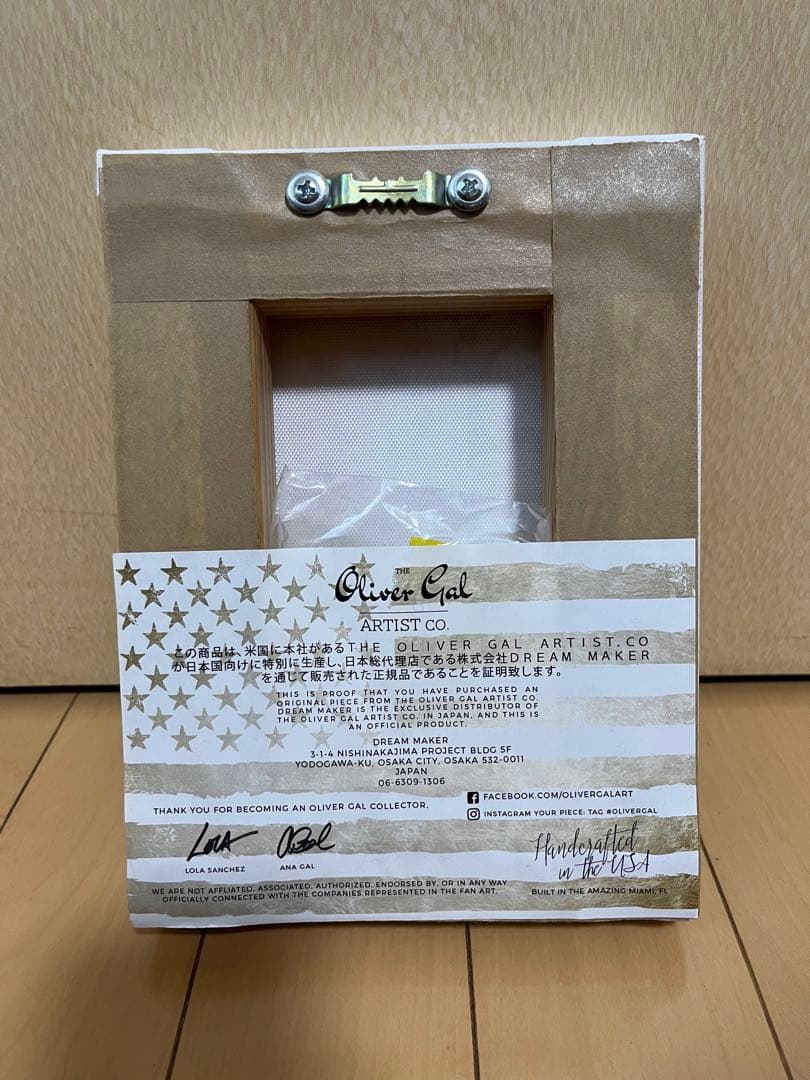 THE
Oliver Gal
ARTIST CO.
この商品は、米国に本社があるTHE OLIVER GAL ARTIST.CO
が日本国向けに特別に生産し、日本総代理店である株式会社DREAM MAKER
を通じて販売された正規品であることを証明致します。
THIS IS PROOF THAT YOU HAVE PURCHASED AN
ORIGINAL PIECE FROM THE OLIVER GAL ARTIST CO.
DREAM MAKER IS THE EXCLUSIVE DISTRIBUTOR OF
THE OLIVER GAL ARTIST CO. IN JAPAN, AND THIS IS
AN OFFICIAL PRODUCT.
DREAM MAKER
3-1-4 NISHINAKAJIMA PROJECT BLDG 5F
YODOGAWA-KU, OSAKA CITY, OSAKA 532-0011
JAPAN
06-6309-1306
THANK YOU FOR BECOMING AN OLIVER GAL COLLECTOR.
FACEBOOK.COM/OLIVERGALART
INSTAGRAM YOUR PIECE: TAG #OLIVERGAL
LOLA
LOLA SANCHEZ
ANA GAL
Handcrafted
in the USA
WE ARE NOT AFFLIATED, ASSOCIATED, AUTHORIZED, ENDORSED BY, OR IN ANY WAY
OFFICIALLY CONNECTED WITH THE COMPANIES REPRESENTED IN THE FAN ART.
BUILT IN THE AMAZING MIAMI, FL